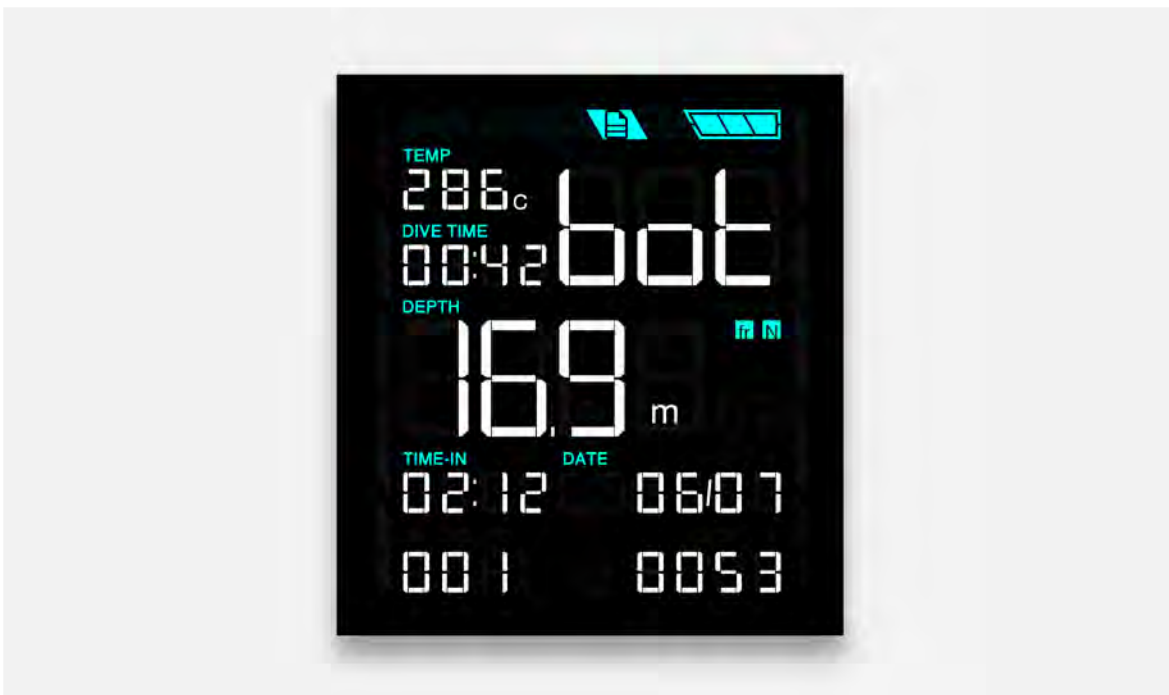 TEMP
286c
DIVE TIME
00:42
bot
DEPTH
16.9 m
fr N
TIME-IN DATE
02:12 06/07
001 0053